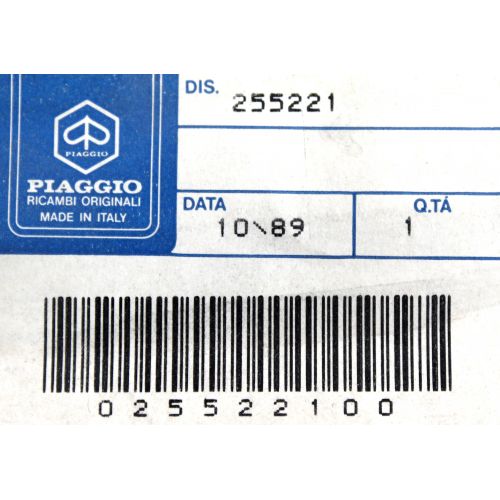 DIS. 255221
PIAGGIO
PIAGGIO
RICAMBI ORIGINALI
MADE IN ITALY
DATA Q.TÁ
10\89 1
025522100